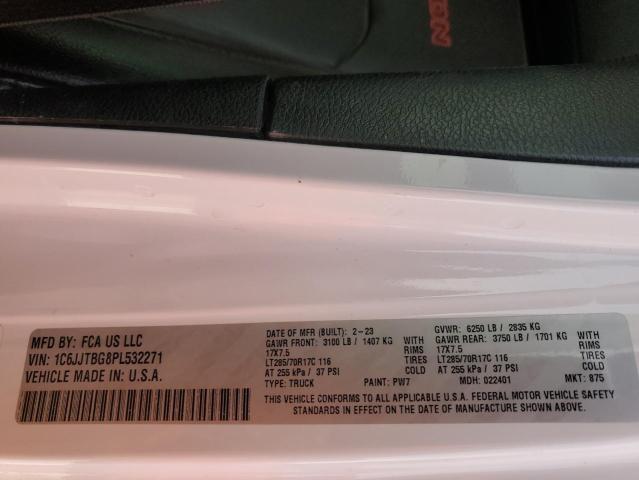 RON
MFD BY: FCA US LLC
VIN: 1C6JJTBG8PL532271
VEHICLE MADE IN: U.S.A.
DATE OF MFR (BUILT): 2-23 GVWR: 6250 LB / 2835 KG
GAWR FRONT: 3100 LB / 1407 KG WITH GAWR REAR: 3750 LB / 1701 KG WITH
17X7.5 RIMS 17X7.5 RIMS
LT285/70R17C 116 TIRES LT285/70R17C 116 TIRES
AT 255 kPa / 37 PSI COLD AT 255 kPa / 37 PSI COLD
TYPE: TRUCK PAINT: PW7 MDH: 022401 MKT: 875
THIS VEHICLE CONFORMS TO ALL APPLICABLE U.S.A. FEDERAL MOTOR VEHICLE SAFETY
STANDARDS IN EFFECT ON THE DATE OF MANUFACTURE SHOWN ABOVE.